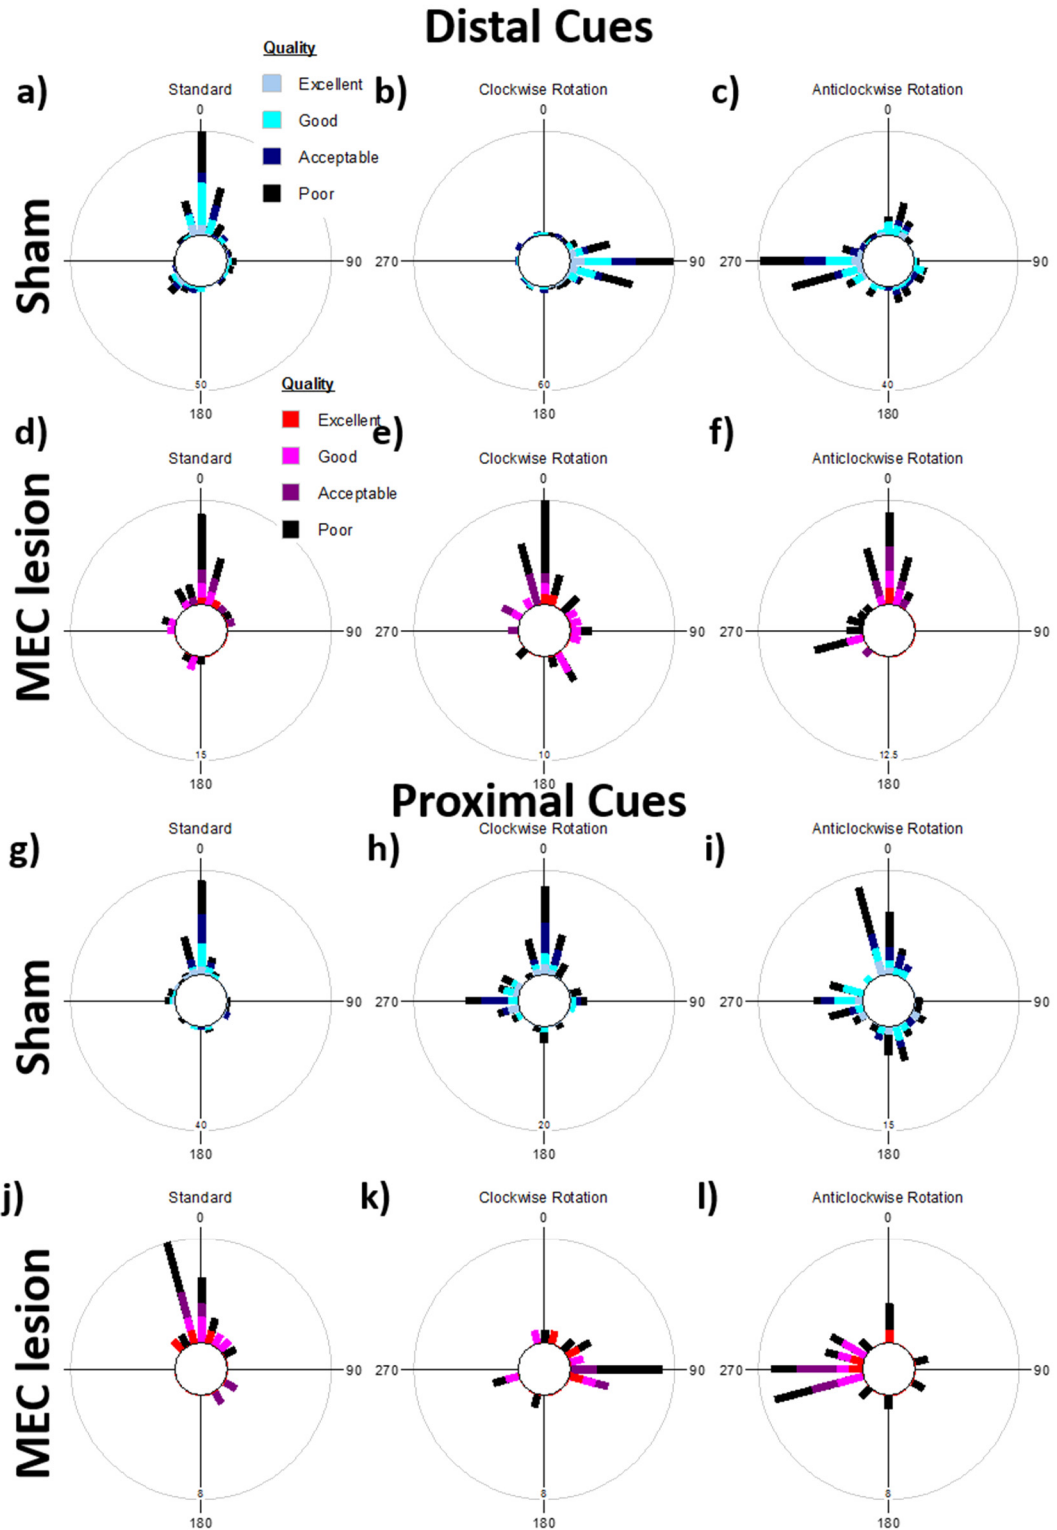 Distal Cues
Quality
Excellent
Good
Acceptable
Poor
Sham
a)
Standard
0
90
50
180
b)
Clockwise Rotation
0
270
90
60
180
c)
Anticlockwise Rotation
0
270
90
40
180
Quality
Excellent
Good
Acceptable
Poor
MEC lesion
d)
Standard
0
90
15
180
e)
Clockwise Rotation
0
270
90
10
180
f)
Anticlockwise Rotation
0
270
90
12.5
180
Proximal Cues
Sham
g)
Standard
0
90
40
180
h)
Clockwise Rotation
0
270
90
20
180
i)
Anticlockwise Rotation
0
270
90
15
180
MEC lesion
j)
Standard
0
90
8
180
k)
Clockwise Rotation
0
270
90
8
180
l)
Anticlockwise Rotation
0
270
90
8
180